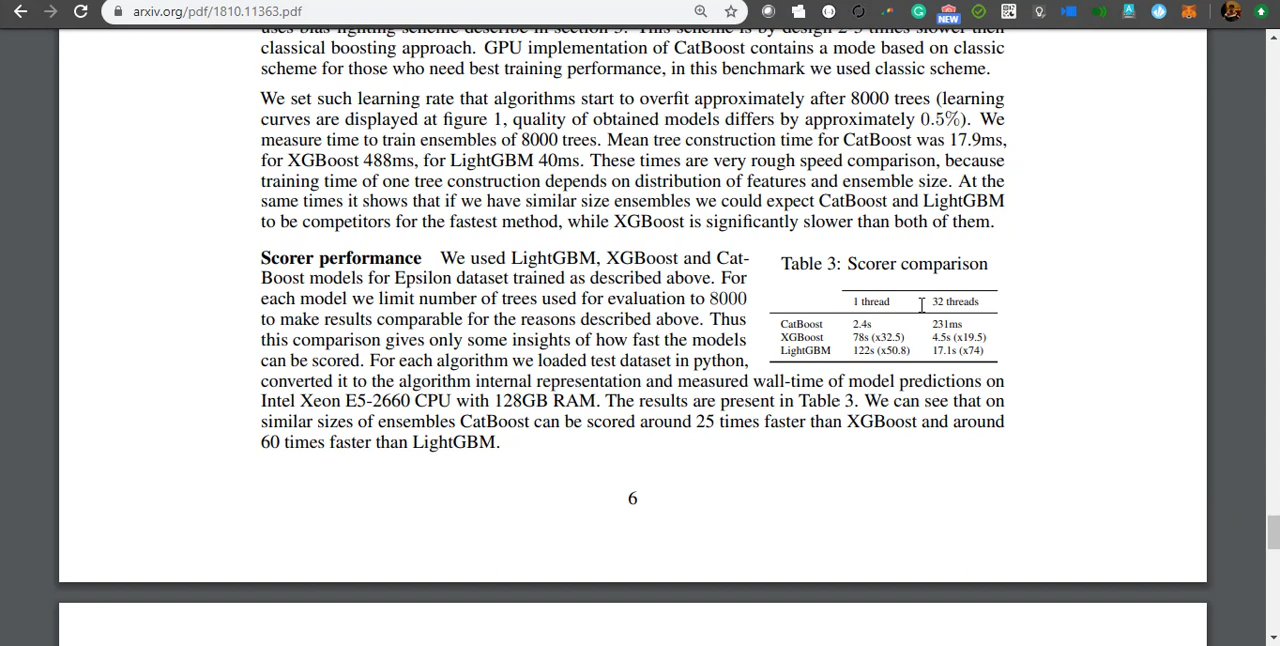 arxiv.org/pdf/1810.11363.pdf
NEW
classical boosting approach. GPU implementation of CatBoost contains a mode based on classic
scheme for those who need best training performance, in this benchmark we used classic scheme.
We set such learning rate that algorithms start to overfit approximately after 8000 trees (learning
curves are displayed at figure 1, quality of obtained models differs by approximately 0.5%). We
measure time to train ensembles of 8000 trees. Mean tree construction time for CatBoost was 17.9ms,
for XGBoost 488ms, for LightGBM 40ms. These times are very rough speed comparison, because
training time of one tree construction depends on distribution of features and ensemble size. At the
same times it shows that if we have similar size ensembles we could expect CatBoost and LightGBM
to be competitors for the fastest method, while XGBoost is significantly slower than both of them.
Scorer performance We used LightGBM, XGBoost and Cat-
Boost models for Epsilon dataset trained as described above. For
each model we limit number of trees used for evaluation to 8000
to make results comparable for the reasons described above. Thus
this comparison gives only some insights of how fast the models
can be scored. For each algorithm we loaded test dataset in python,
Table 3: Scorer comparison
1 thread 32 threads
CatBoost 2.4s 231ms
XGBoost 78s (x32.5) 4.5s (x19.5)
LightGBM 122s (x50.8) 17.1s (x74)
converted it to the algorithm internal representation and measured wall-time of model predictions on
Intel Xeon E5-2660 CPU with 128GB RAM. The results are present in Table 3. We can see that on
similar sizes of ensembles CatBoost can be scored around 25 times faster than XGBoost and around
60 times faster than LightGBM.
6